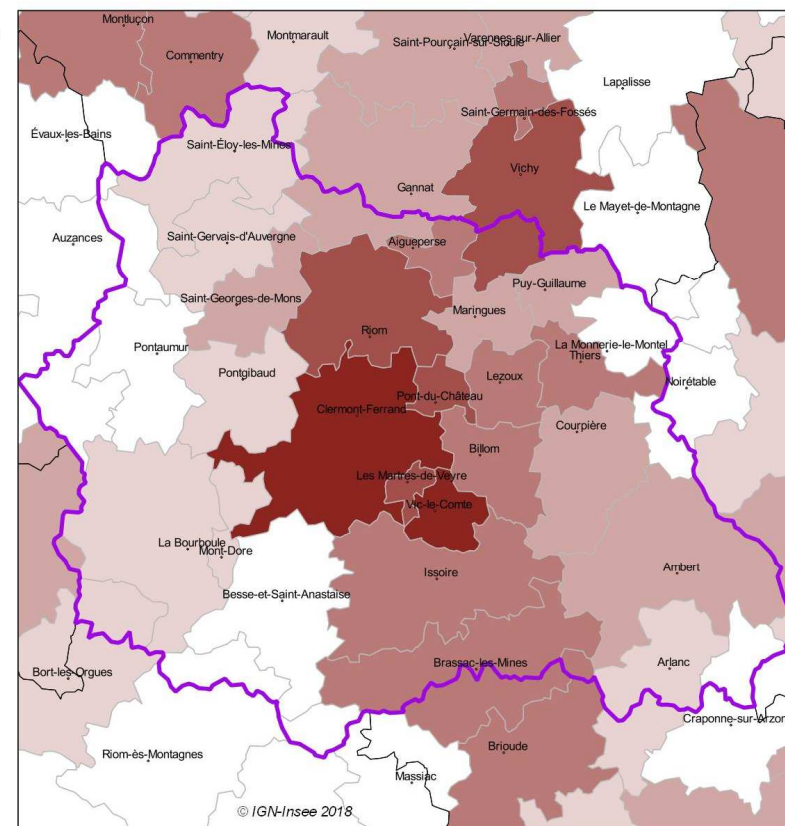 Montluçon
Montmarault
Saint-Pourçain-sur-Sioule
Varennes-sur-Allier
Commentry
Lapalisse
Saint-Germain-des-Fossés
Évaux-les-Bains
Saint-Éloy-les-Mines
Vichy
Gannat
Le Mayet-de-Montagne
Auzances
Saint-Gervais-d'Auvergne
Aigueperse
Puy-Guillaume
Saint-Georges-de-Mons
Maringues
Riom
La Monnerie-le-Montel
Pontaumur
Thiers
Pontgibaud
Lezoux
Noirétable
Pont-du-Château
Clermont-Ferrand
Courpière
Billom
Les Martres-de-Veyre
Vic-le-Comte
La Bourboule
Mont-Dore
Issoire
Ambert
Besse-et-Saint-Anastaise
Brassac-les-Mines
Arlanc
Bort-les-Orgues
Craponne-sur-Arzon
Riom-ès-Montagnes
Brioude
Massiac
© IGN-Insee 2018